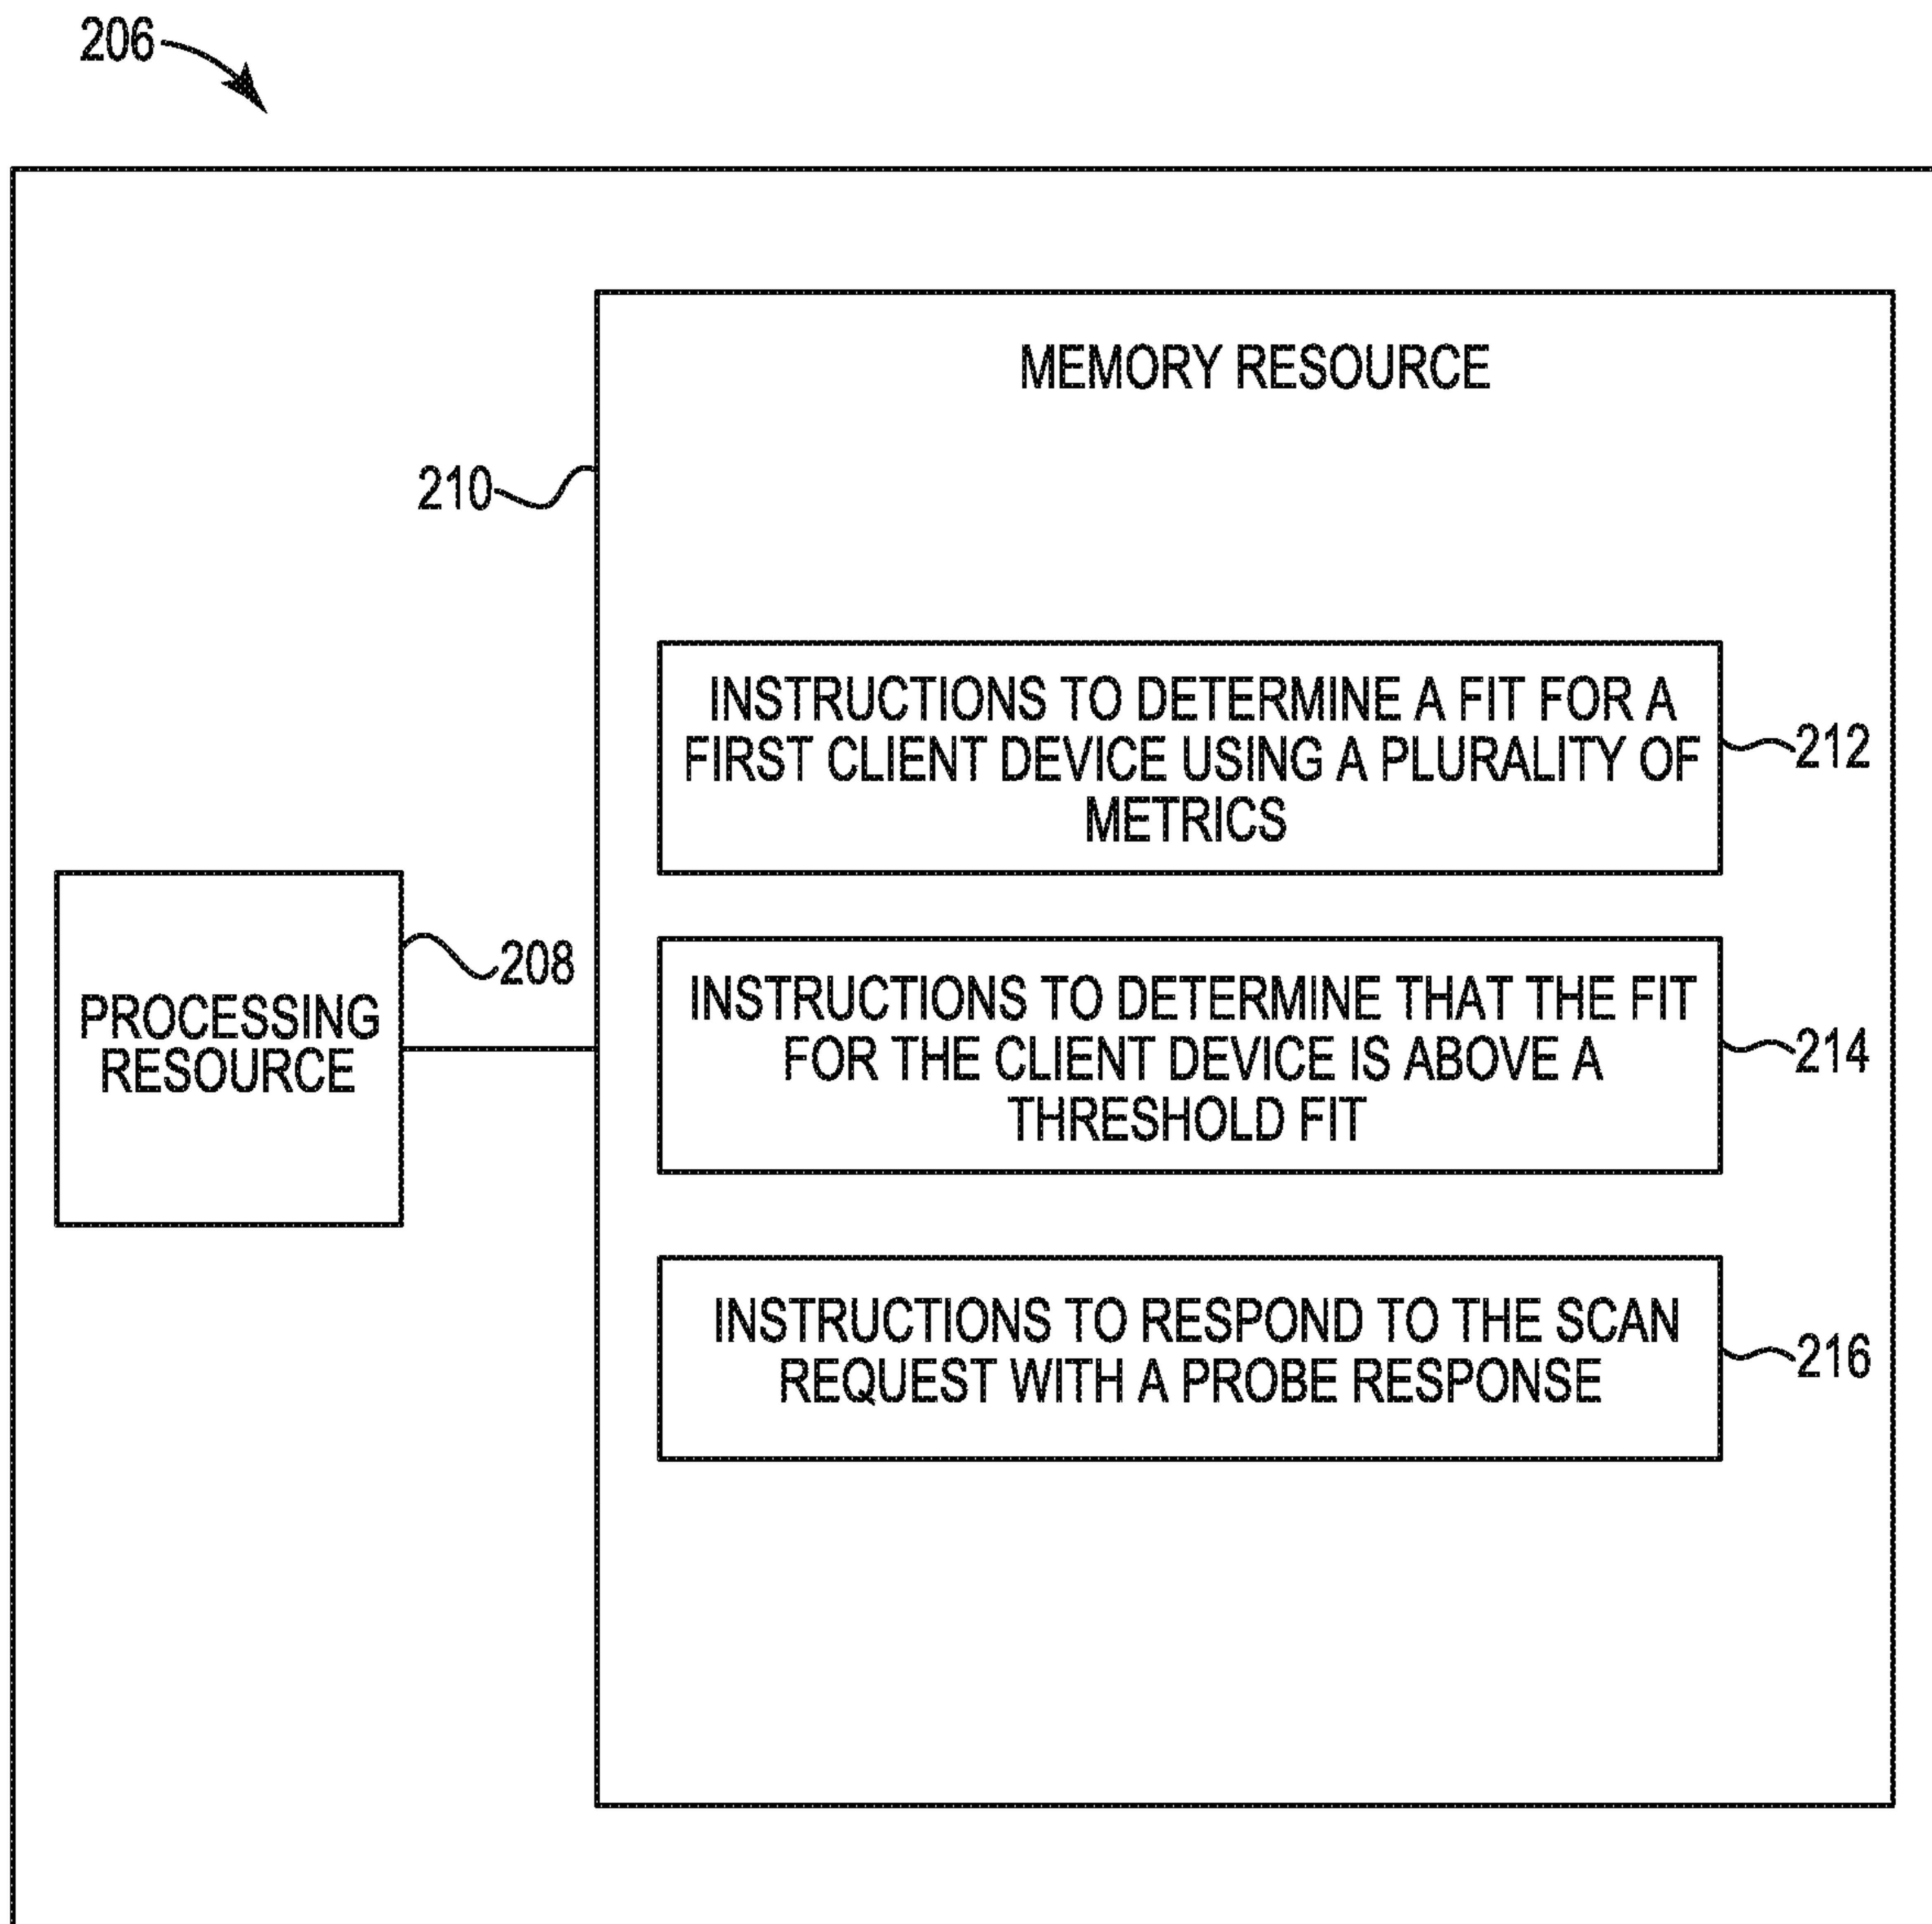 206
MEMORY RESOURCE
210
INSTRUCTIONS TO DETERMINE A FIT FOR A
FIRST CLIENT DEVICE USING A PLURALITY OF
METRICS
212
PROCESSING
RESOURCE
208
INSTRUCTIONS TO DETERMINE THAT THE FIT
FOR THE CLIENT DEVICE IS ABOVE A
THRESHOLD FIT
214
INSTRUCTIONS TO RESPOND TO THE SCAN
REQUEST WITH A PROBE RESPONSE
216